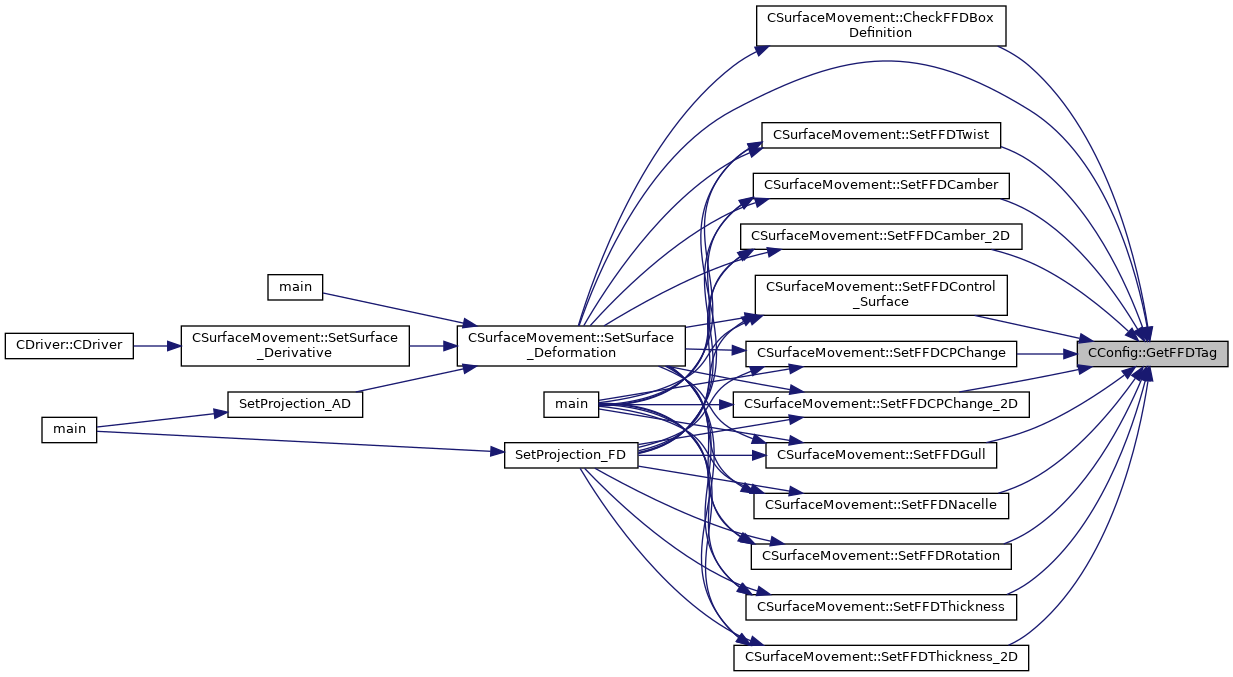 CSurfaceMovement::CheckFFDBox
Definition
CSurfaceMovement::SetFFDTwist
CSurfaceMovement::SetFFDCamber
CSurfaceMovement::SetFFDCamber_2D
main
CSurfaceMovement::SetFFDControl
_Surface
CDriver::CDriver
CSurfaceMovement::SetSurface
_Derivative
CSurfaceMovement::SetSurface
_Deformation
CSurfaceMovement::SetFFDCPChange
CConfig::GetFFDTag
SetProjection_AD
main
CSurfaceMovement::SetFFDCPChange_2D
main
SetProjection_FD
CSurfaceMovement::SetFFDGull
CSurfaceMovement::SetFFDNacelle
CSurfaceMovement::SetFFDRotation
CSurfaceMovement::SetFFDThickness
CSurfaceMovement::SetFFDThickness_2D